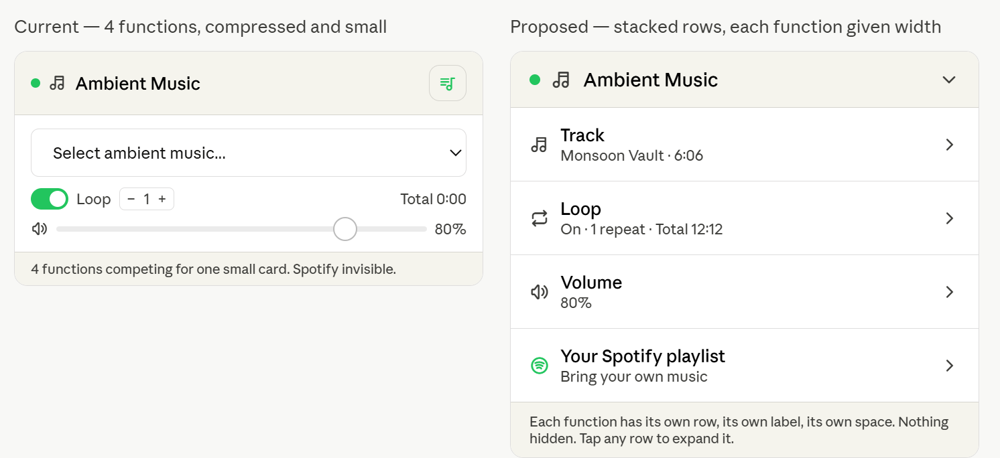 Current — 4 functions, compressed and small
Ambient Music
Select ambient music...
Loop − 1 + Total 0:00
80%
4 functions competing for one small card. Spotify invisible.
Proposed — stacked rows, each function given width
Ambient Music
Track
Monsoon Vault · 6:06
Loop
On · 1 repeat · Total 12:12
Volume
80%
Your Spotify playlist
Bring your own music
Each function has its own row, its own label, its own space. Nothing
hidden. Tap any row to expand it.